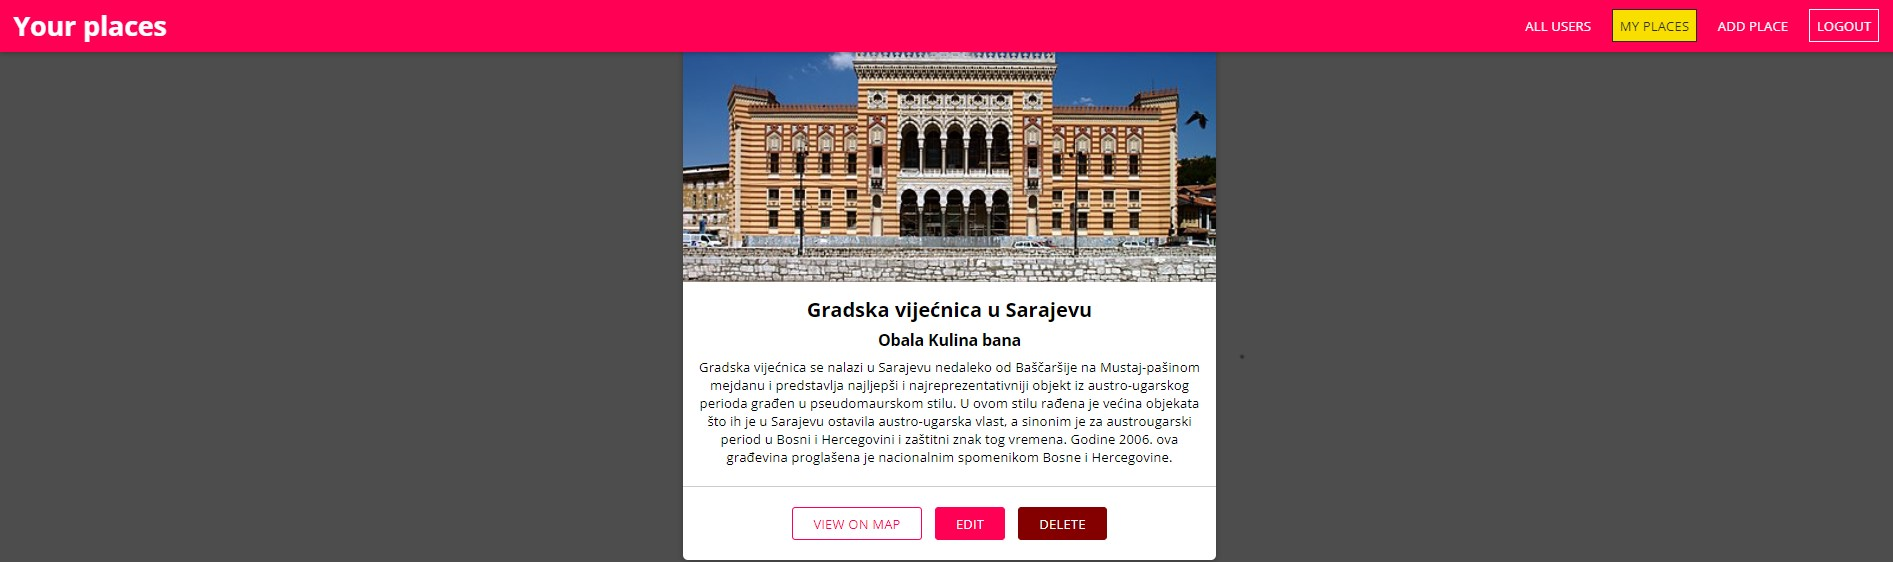 Your places
ALL USERS
MY PLACES
ADD PLACE
LOGOUT
Gradska vijećnica u Sarajevu
Obala Kulina bana
Gradska vijećnica se nalazi u Sarajevu nedaleko od Baščaršije na Mustaj-pašinom
mejdanu i predstavlja najljepši i najreprezentativniji objekt iz austro-ugarskog
perioda građen u pseudomaurskom stilu. U ovom stilu rađena je većina objekata
što ih je u Sarajevu ostavila austro-ugarska vlast, a sinonim je za austrougarski
period u Bosni i Hercegovini i zaštitni znak tog vremena. Godine 2006. ova
građevina proglašena je nacionalnim spomenikom Bosne i Hercegovine.
VIEW ON MAP
EDIT
DELETE